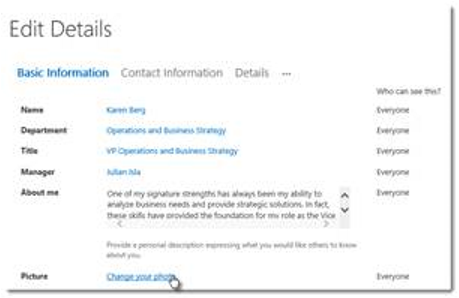 Edit Details
Basic Information Contact Information Details ...
Who can see this?
Name Karen Berg Everyone
Department Operations and Business Strategy Everyone
Title VP Operations and Business Strategy Everyone
Manager Julian Isla Everyone
About me One of my signature strengths has always been my ability to Everyone
analyze business needs and provide strategic solutions. In fact,
these skills have provided the foundation for my role as the Vice
Provide a personal description expressing what you would like others to know
about you.
Picture Change your photo Everyone